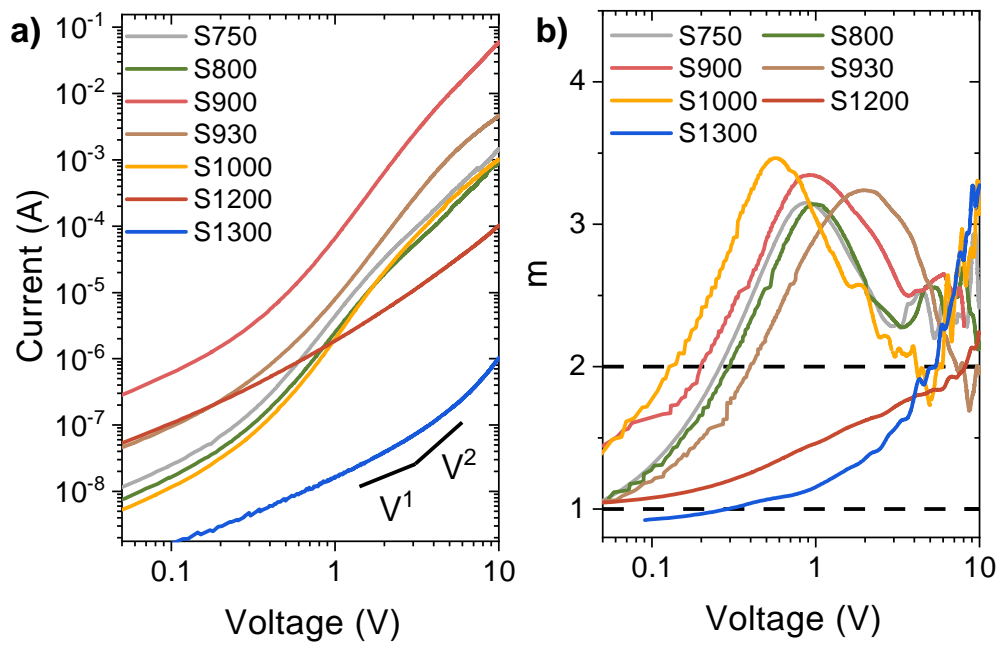 a)
S750
S800
S900
S930
S1000
S1200
S1300
10⁻¹
10⁻²
10⁻³
10⁻⁴
10⁻⁵
10⁻⁶
10⁻⁷
10⁻⁸
Current (A)
V¹
V²
0.1 1 10
Voltage (V)
b)
S750 S800
S900 S930
S1000 S1200
S1300
4
3
2
1
m
0.1 1 10
Voltage (V)